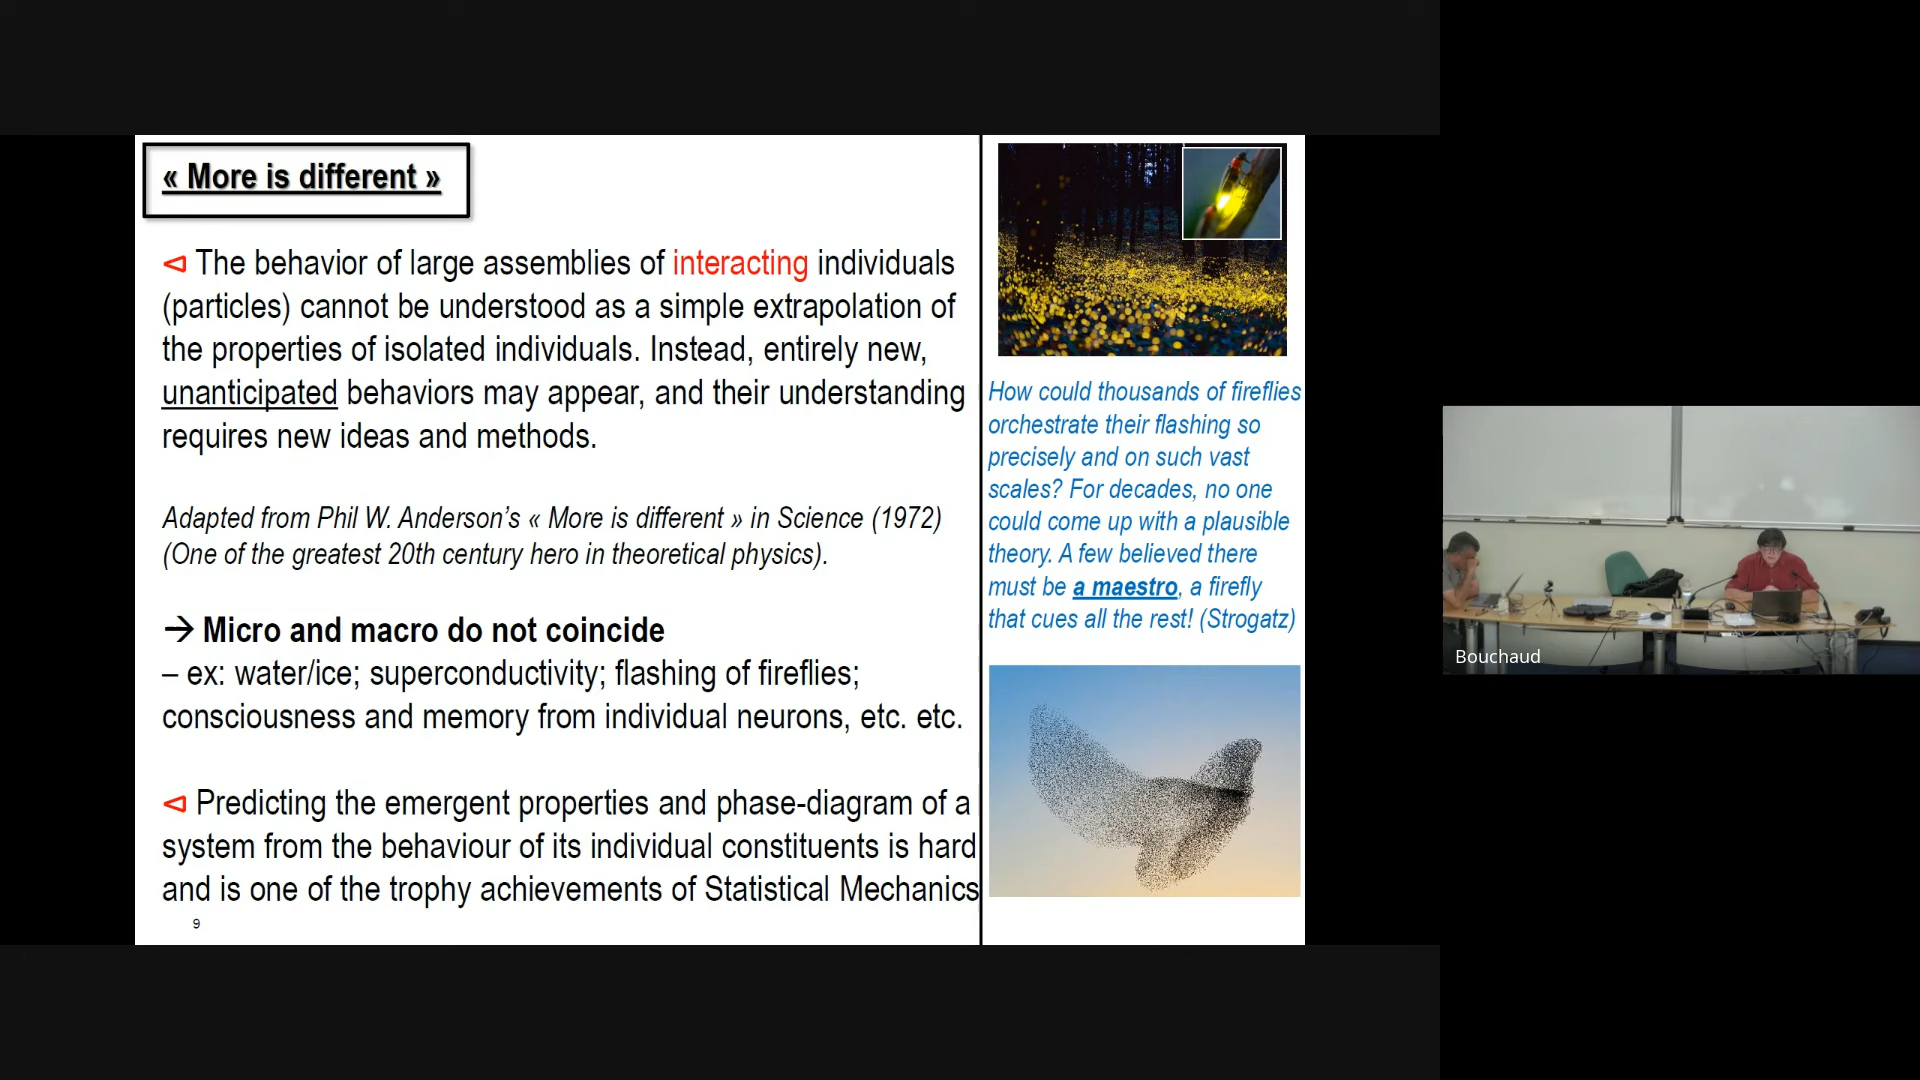 « More is different »
⊲ The behavior of large assemblies of interacting individuals
(particles) cannot be understood as a simple extrapolation of
the properties of isolated individuals. Instead, entirely new,
unanticipated behaviors may appear, and their understanding
requires new ideas and methods.
Adapted from Phil W. Anderson’s « More is different » in Science (1972)
(One of the greatest 20th century hero in theoretical physics).
→ Micro and macro do not coincide
– ex: water/ice; superconductivity; flashing of fireflies;
consciousness and memory from individual neurons, etc. etc.
⊲ Predicting the emergent properties and phase-diagram of a
system from the behaviour of its individual constituents is hard
and is one of the trophy achievements of Statistical Mechanics
9
How could thousands of fireflies
orchestrate their flashing so
precisely and on such vast
scales? For decades, no one
could come up with a plausible
theory. A few believed there
must be a maestro, a firefly
that cues all the rest! (Strogatz)
Bouchaud